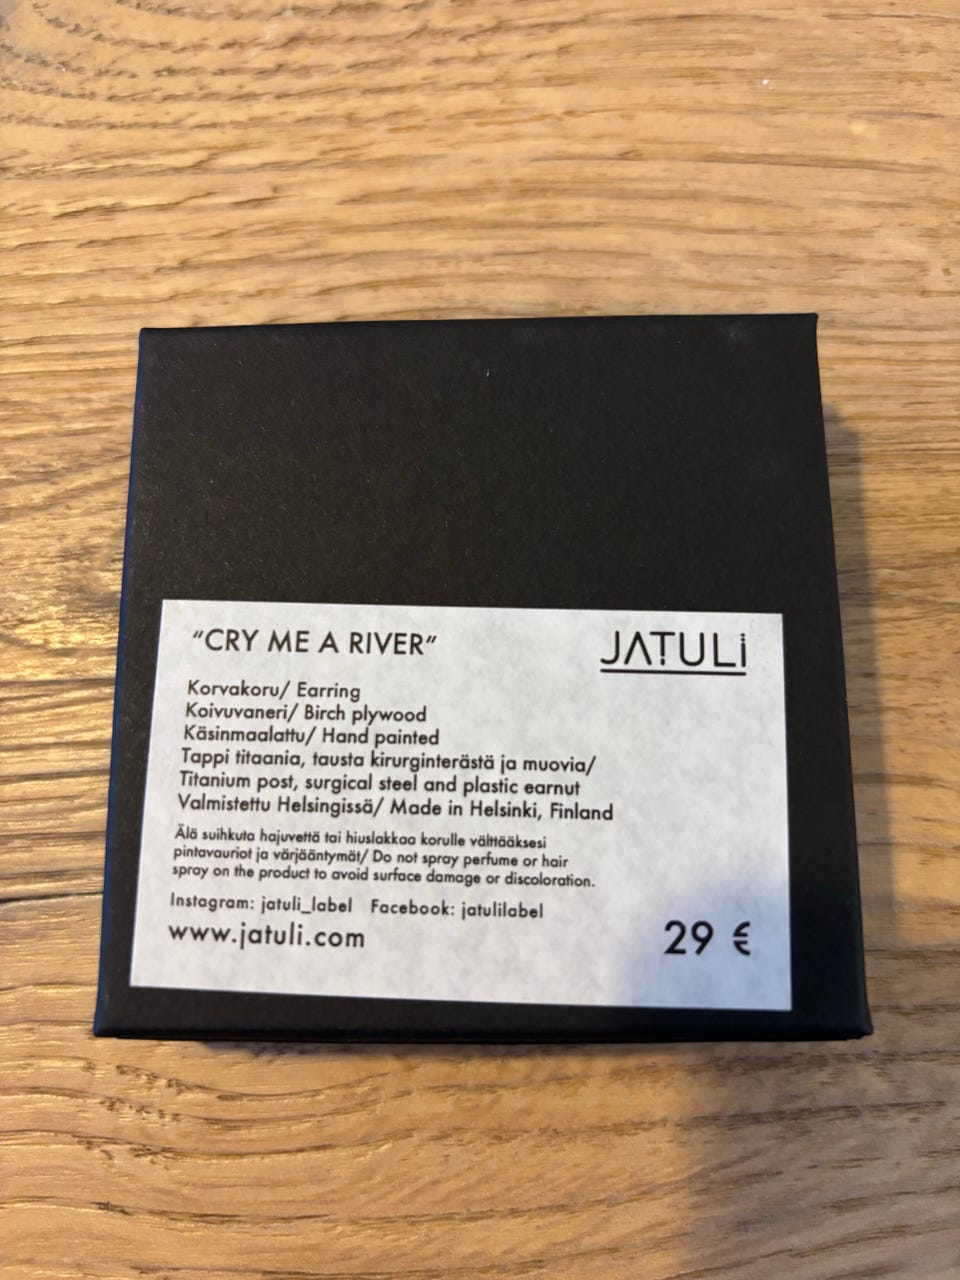 "CRY ME A RIVER"
JATULi
Korvakoru/ Earring
Koivuvaneri/ Birch plywood
Käsinmaalattu/ Hand painted
Tappi titaania, tausta kirurginterästä ja muovia/
Titanium post, surgical steel and plastic earnut
Valmistettu Helsingissä/ Made in Helsinki, Finland
Älä suihkuta hajuvettä tai hiuslakkaa korulle välttääksesi
pintavauriot ja värjääntymät/ Do not spray perfume or hair
spray on the product to avoid surface damage or discoloration.
Instagram: jatuli_label Facebook: jatulilabel
www.jatuli.com
29 €